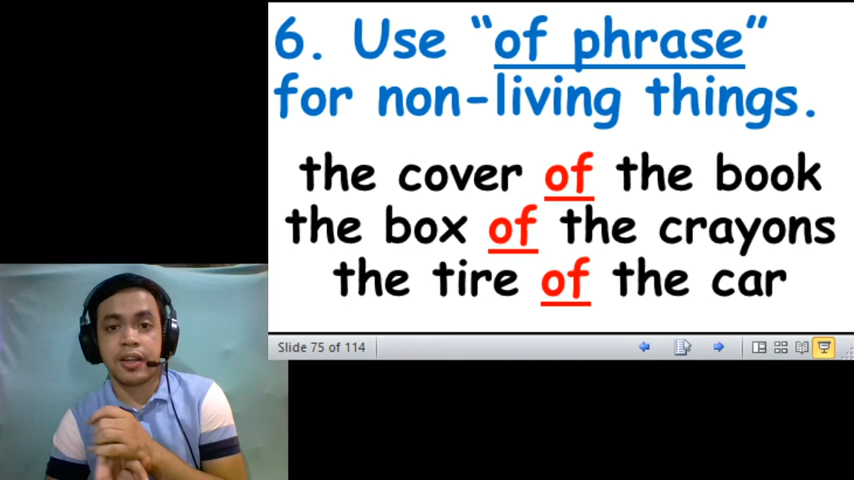 6. Use “of phrase”
for non-living things.
the cover of the book
the box of the crayons
the tire of the car
Slide 75 of 114